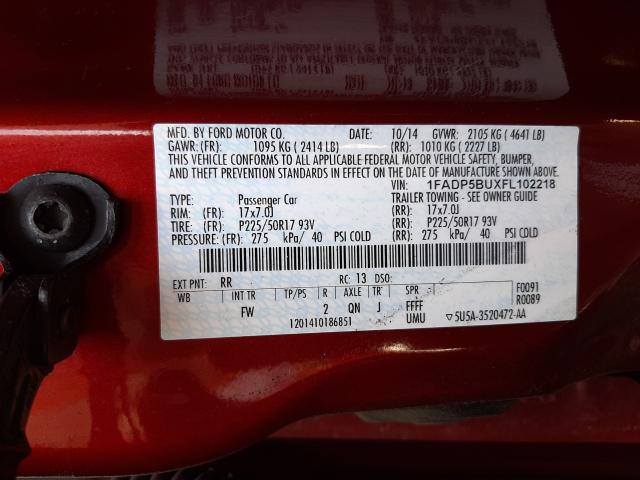 MFD. BY FORD MOTOR CO. DATE: 10/14 GVWR: 2105 KG ( 4641 LB)
GAWR: (FR): 1095 KG ( 2414 LB) (RR): 1010 KG ( 2227 LB)
THIS VEHICLE CONFORMS TO ALL APPLICABLE FEDERAL MOTOR VEHICLE SAFETY, BUMPER,
AND THEFT PREVENTION STANDARDS IN EFFECT ON THE DATE OF MANUFACTURE SHOWN ABOVE.
VIN: 1FADP5BUXFL102218
TYPE: Passenger Car TRAILER TOWING - SEE OWNER GUIDE
RIM: (FR): 17x7.0J (RR): 17x7.0J
TIRE: (FR): P225/50R17 93V (RR): P225/50R17 93V
PRESSURE: (FR): 275 kPa/ 40 PSI COLD (RR): 275 kPa/ 40 PSI COLD
EXT PNT: RR RC: 13 DSO: F0091
WB INT TR TP/PS R AXLE TR SPR R0089
FW 2 QN J FFFF
1201410186851 UMU ▽5U5A-3520472-AA